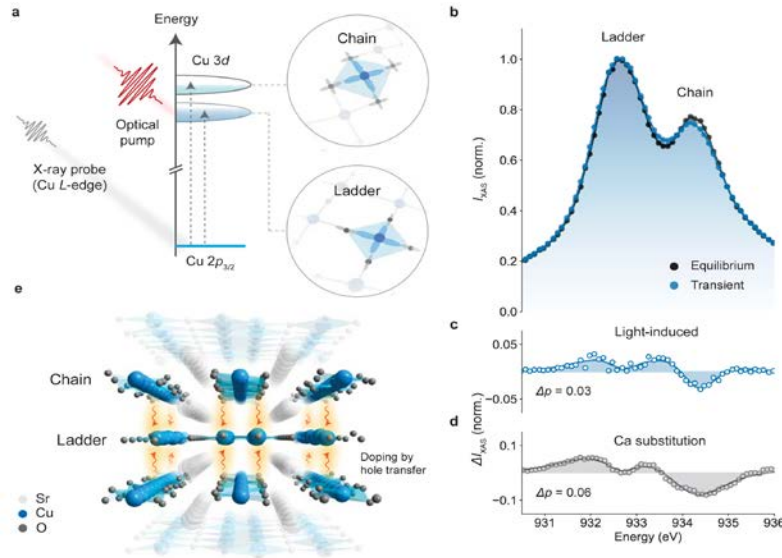 a
Energy
Cu 3d
Optical
pump
X-ray probe
(Cu L-edge)
Cu 2p3/2
Chain
Ladder
b
Ladder
Chain
IXAS (norm.)
1.0
0.8
0.6
0.4
0.2
0.0
Equilibrium
Transient
c
Light-induced
0.05
0
−0.05
Δp = 0.03
d
Ca substitution
ΔIXAS (norm.)
0.1
0
−0.1
Δp = 0.06
931 932 933 934 935 936
Energy (eV)
e
Chain
Ladder
Doping by
hole transfer
Sr
Cu
O